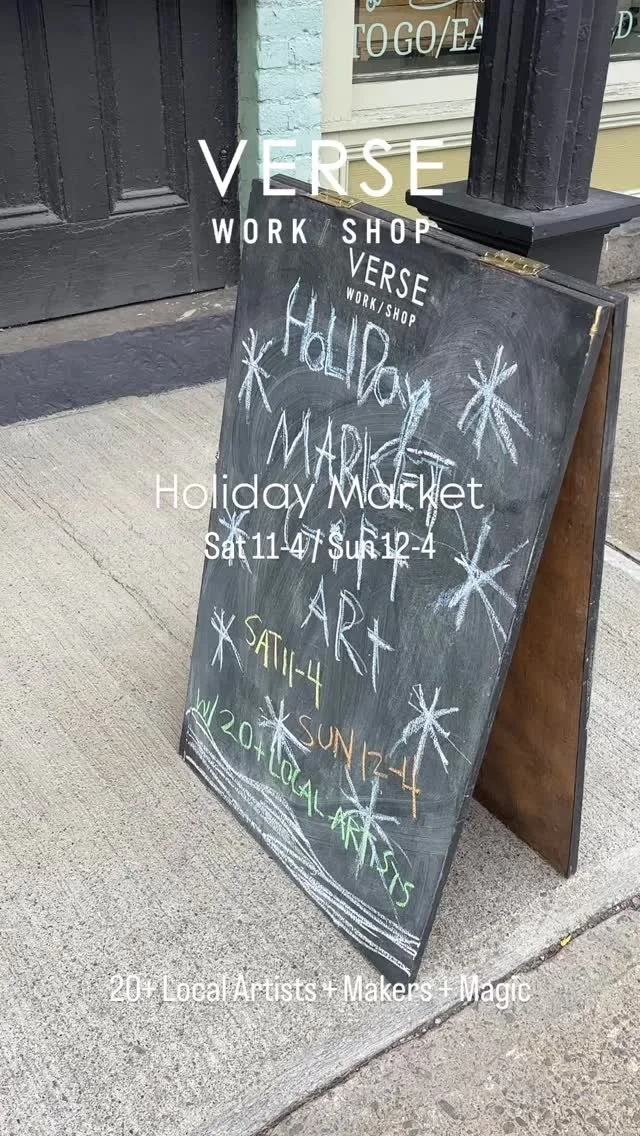 TO GO/EA
D
VERSE
WORK / SHOP
VERSE
WORK/SHOP
HOLIDAY
MARKET
Holiday Market
GIFT
Sat 11-4 / Sun 12-4
ART
SAT 11-4
SUN 12-4
W/ 20+ LOCAL ARTISTS
20+ Local Artists + Makers + Magic